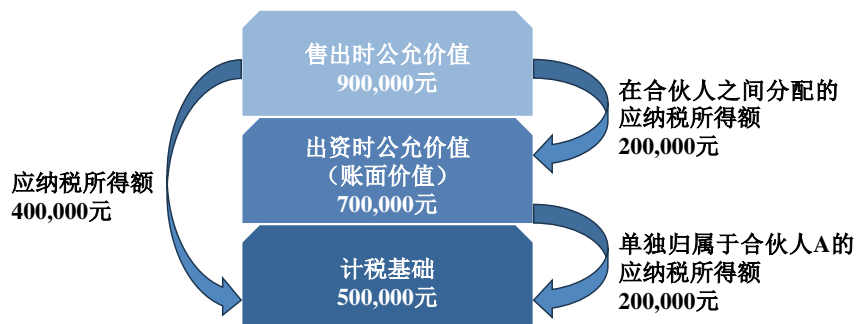 售出时公允价值
900,000元
在合伙人之间分配的
应纳税所得额
200,000元
出资时公允价值
（账面价值）
700,000元
应纳税所得额
400,000元
单独归属于合伙人A的
应纳税所得额
200,000元
计税基础
500,000元